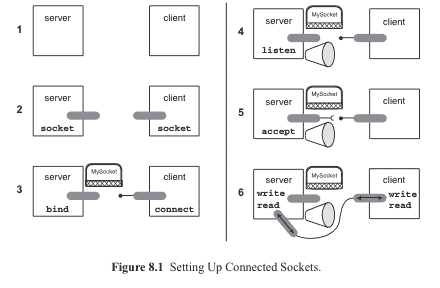 1
server
client
2
server
socket
client
socket
3
server
bind
MySocket
client
connect
4
server
listen
MySocket
client
5
server
accept
MySocket
client
6
server
write
read
MySocket
client
write
read
Figure 8.1 Setting Up Connected Sockets.